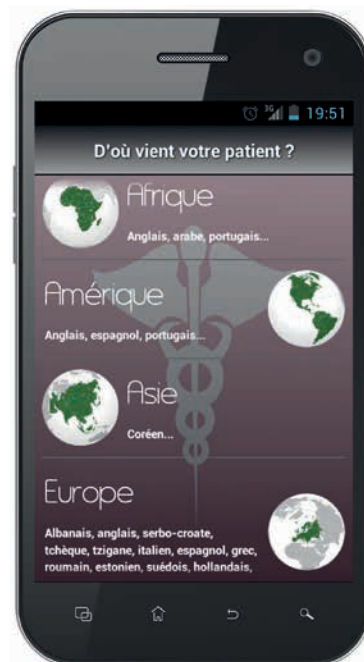 3G 19:51
D'où vient votre patient ?
Afrique
Anglais, arabe, portugais...
Amérique
Anglais, espagnol, portugais...
Asie
Coréen...
Europe
Albanais, anglais, serbo-croate,
tchèque, tzigane, italien, espagnol, grec,
roumain, estonien, suédois, hollandais,